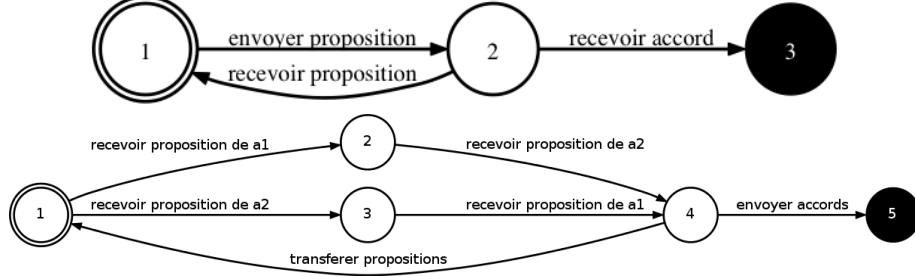 envoyer proposition
recevoir accord
1
2
3
recevoir proposition
recevoir proposition de a1
2
recevoir proposition de a2
1
recevoir proposition de a2
3
recevoir proposition de a1
4
envoyer accords
5
transferer propositions